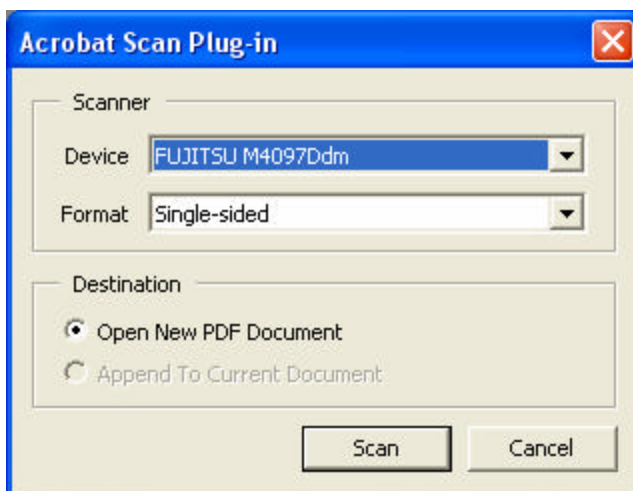 Acrobat Scan Plug-in
Scanner
Device FUJITSU M4097Ddm
Format Single-sided
Destination
Open New PDF Document
Append To Current Document
Scan Cancel